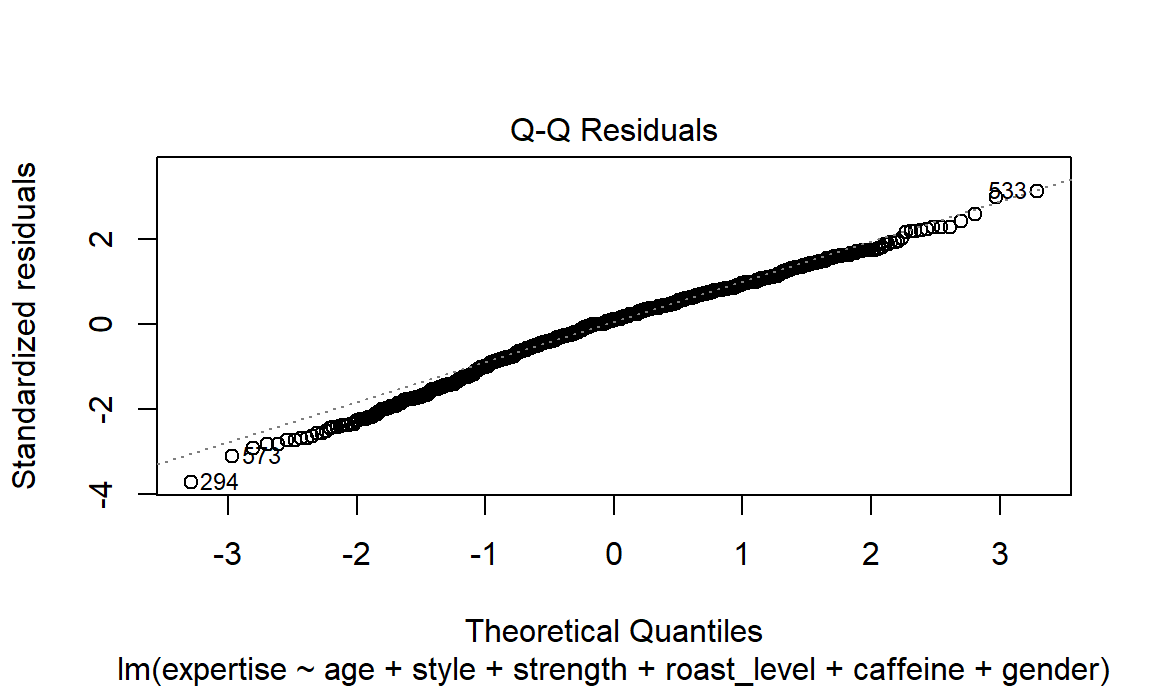 Q-Q Residuals
Standardized residuals
2
0
-2
-4
533
573
294
-3 -2 -1 0 1 2 3
Theoretical Quantiles
lm(expertise ~ age + style + strength + roast_level + caffeine + gender)